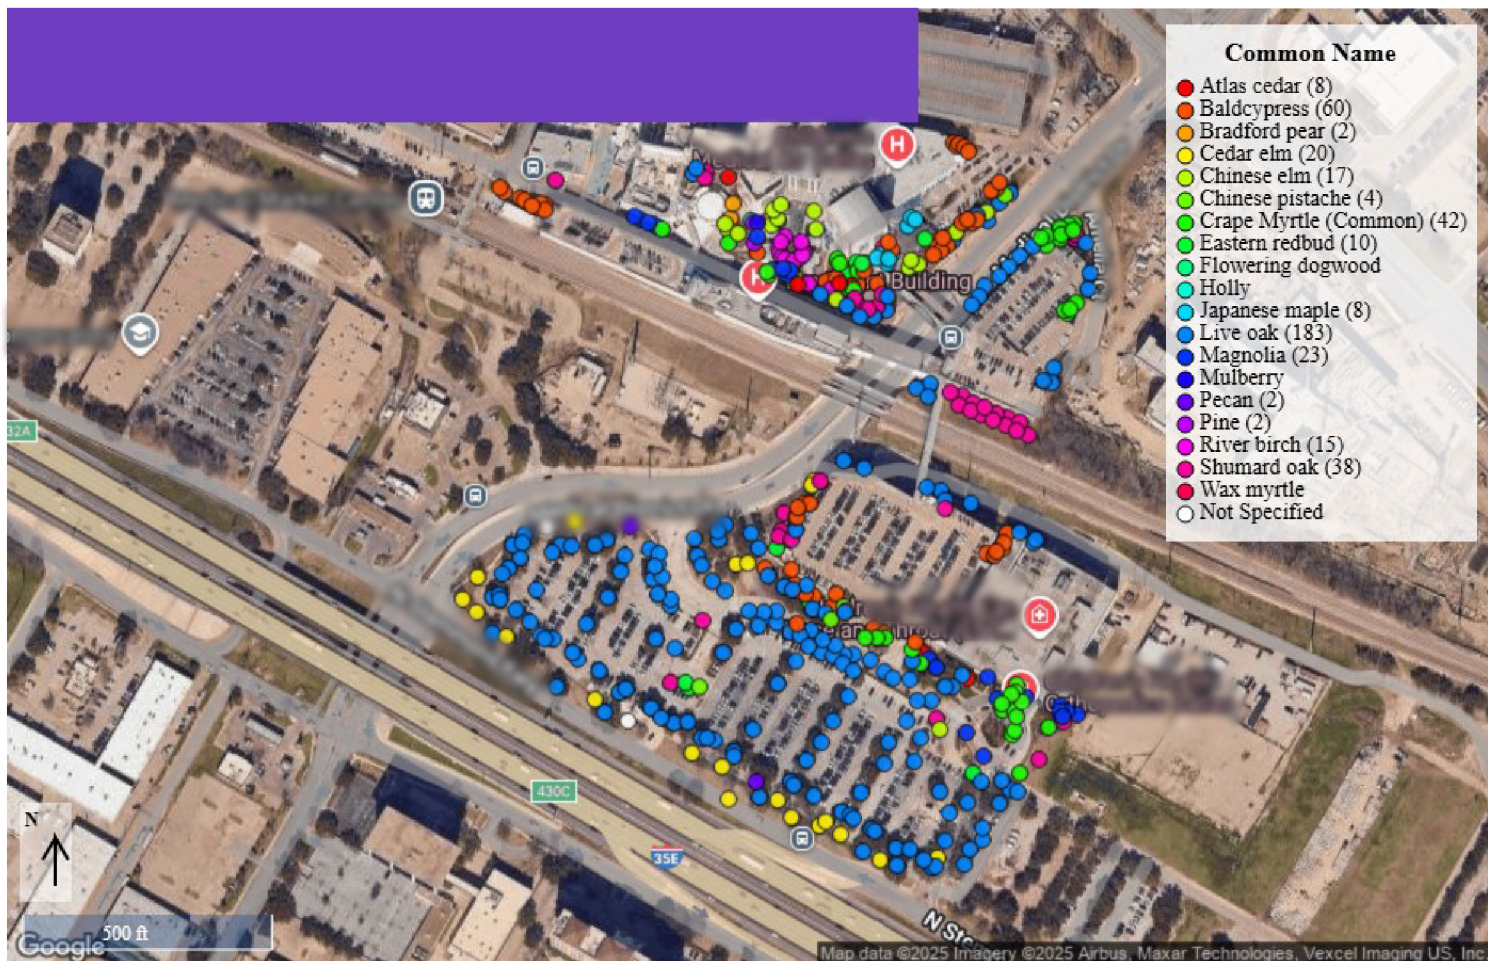 Common Name
Atlas cedar (8)
Baldcypress (60)
Bradford pear (2)
Cedar elm (20)
Chinese elm (17)
Chinese pistache (4)
Crape Myrtle (Common) (42)
Eastern redbud (10)
Flowering dogwood
Holly
Japanese maple (8)
Live oak (183)
Magnolia (23)
Mulberry
Pecan (2)
Pine (2)
River birch (15)
Shumard oak (38)
Wax myrtle
Not Specified
H
H
Building
32A
430C
35E
N
500 ft
Google
N Ste
Map data ©2025 Imagery ©2025 Airbus, Maxar Technologies, Vexcel Imaging US, Inc